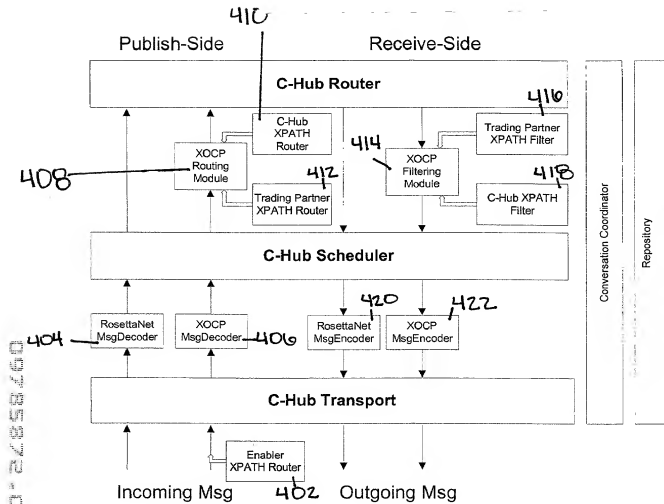 410
Publish-Side
Receive-Side
C-Hub Router
416
C-Hub
XPATH
Router
414
Trading Partner
XPATH Filter
XOCP
Routing
Module
408
412
XOCP
Filtering
Module
418
Trading Partner
XPATH Router
C-Hub XPATH
Filter
C-Hub Scheduler
Conversation Coordinator
Repository
404
RosettaNet
MsgDecoder
XOCP
MsgDecoder
406
420
RosettaNet
MsgEncoder
422
XOCP
MsgEncoder
C-Hub Transport
Enabler
XPATH Router
402
Incoming Msg
Outgoing Msg